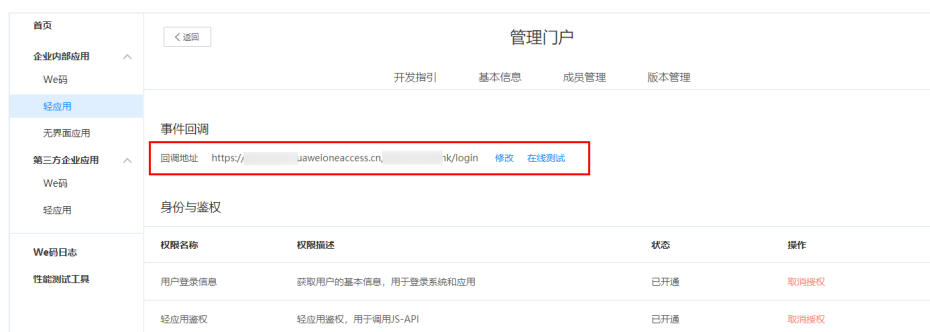 首页
企业内部应用
We码
轻应用
无界面应用
第三方企业应用
We码
轻应用
We码日志
性能测试工具
< 返回
管理门户
开发指引 基本信息 成员管理 版本管理
事件回调
回调地址 https:// uaweioneaccess.cn, nk/login 修改 在线测试
身份与鉴权
权限名称 权限描述 状态 操作
用户登录信息 获取用户的基本信息，用于登录系统和应用 已开通 取消授权
轻应用鉴权 轻应用鉴权，用于调用JS-API 已开通 取消授权